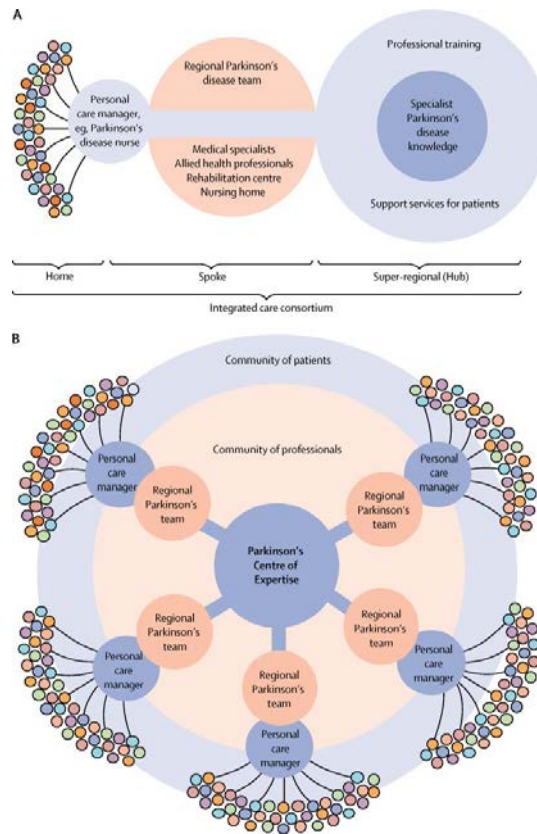 A
Professional training
Regional Parkinson's
disease team
Personal
care manager,
eg, Parkinson's
disease nurse
Specialist
Parkinson's
disease
knowledge
Medical specialists
Allied health professionals
Rehabilitation centre
Nursing home
Support services for patients
Home
Spoke
Super-regional (Hub)
Integrated care consortium
B
Community of patients
Community of professionals
Personal
care
manager
Regional
Parkinson's
team
Regional
Parkinson's
team
Personal
care
manager
Parkinson's
Centre of
Expertise
Personal
care
manager
Regional
Parkinson's
team
Regional
Parkinson's
team
Personal
care
manager
Regional
Parkinson's
team
Personal
care
manager